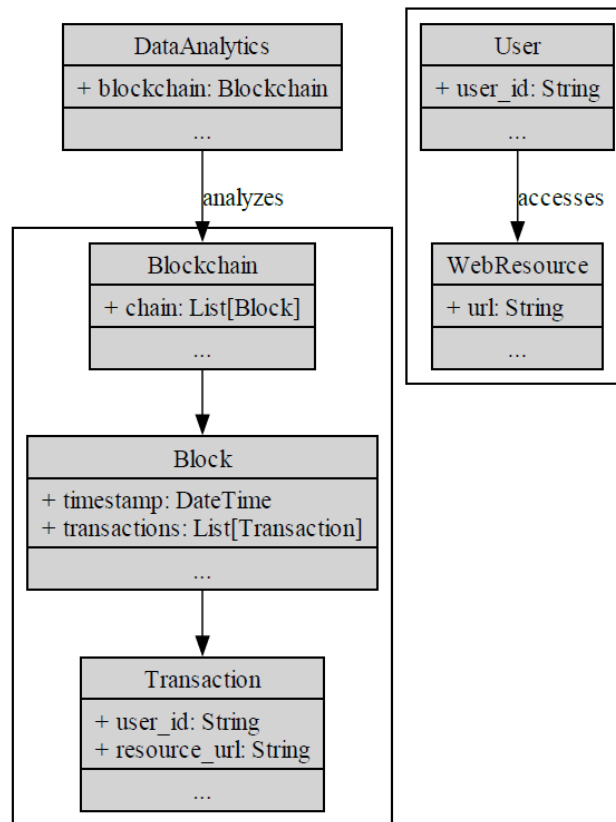 DataAnalytics
+ blockchain: Blockchain
...
analyzes
Blockchain
+ chain: List[Block]
...
Block
+ timestamp: DateTime
+ transactions: List[Transaction]
...
Transaction
+ user_id: String
+ resource_url: String
...
User
+ user_id: String
...
accesses
WebResource
+ url: String
...